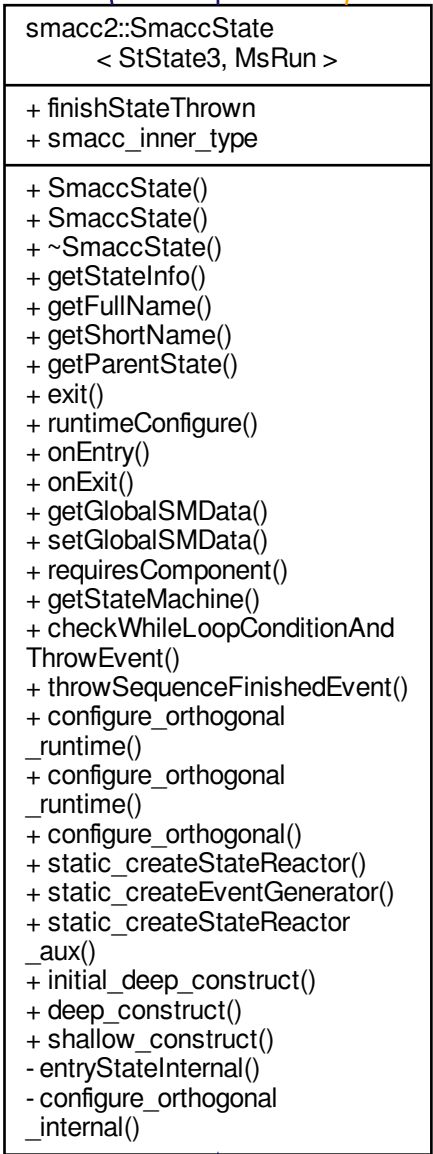 smacc2::SmaccState
< StState3, MsRun >
+ finishStateThrown
+ smacc_inner_type
+ SmaccState()
+ SmaccState()
+ ~SmaccState()
+ getStateInfo()
+ getFullName()
+ getShortName()
+ getParentState()
+ exit()
+ runtimeConfigure()
+ onEntry()
+ onExit()
+ getGlobalSMData()
+ setGlobalSMData()
+ requiresComponent()
+ getStateMachine()
+ checkWhileLoopConditionAnd
ThrowEvent()
+ throwSequenceFinishedEvent()
+ configure_orthogonal
_runtime()
+ configure_orthogonal
_runtime()
+ configure_orthogonal()
+ static_createStateReactor()
+ static_createEventGenerator()
+ static_createStateReactor
_aux()
+ initial_deep_construct()
+ deep_construct()
+ shallow_construct()
- entryStateInternal()
- configure_orthogonal
_internal()